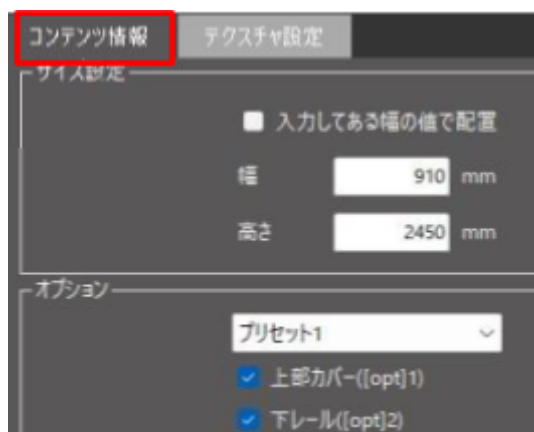 コンテンツ情報 テクスチャ設定
サイズ設定
入力してある幅の値で配置
幅 910 mm
高さ 2450 mm
オプション
プリセット1
上部カバー([opt]1)
下レール([opt]2)